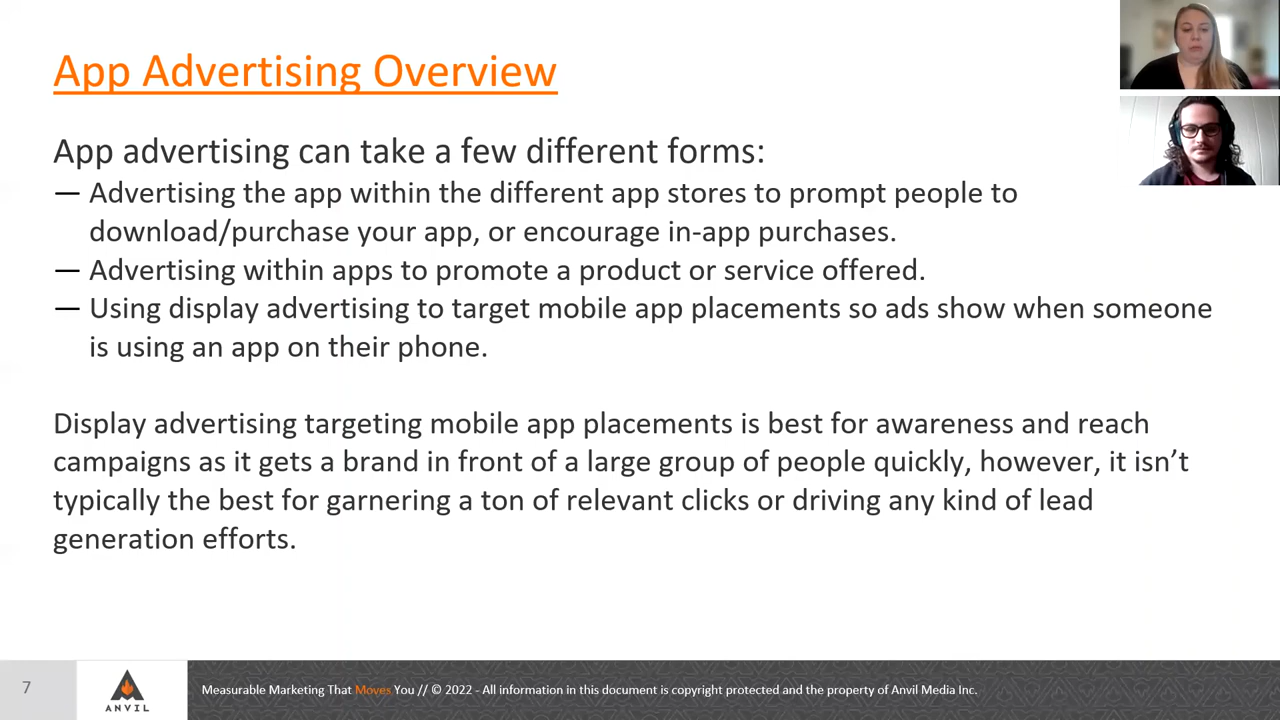 App Advertising Overview
App advertising can take a few different forms:
— Advertising the app within the different app stores to prompt people to
download/purchase your app, or encourage in-app purchases.
— Advertising within apps to promote a product or service offered.
— Using display advertising to target mobile app placements so ads show when someone
is using an app on their phone.
Display advertising targeting mobile app placements is best for awareness and reach
campaigns as it gets a brand in front of a large group of people quickly, however, it isn’t
typically the best for garnering a ton of relevant clicks or driving any kind of lead
generation efforts.
7
ANVIL
Measurable Marketing That Moves You // © 2022 - All information in this document is copyright protected and the property of Anvil Media Inc.